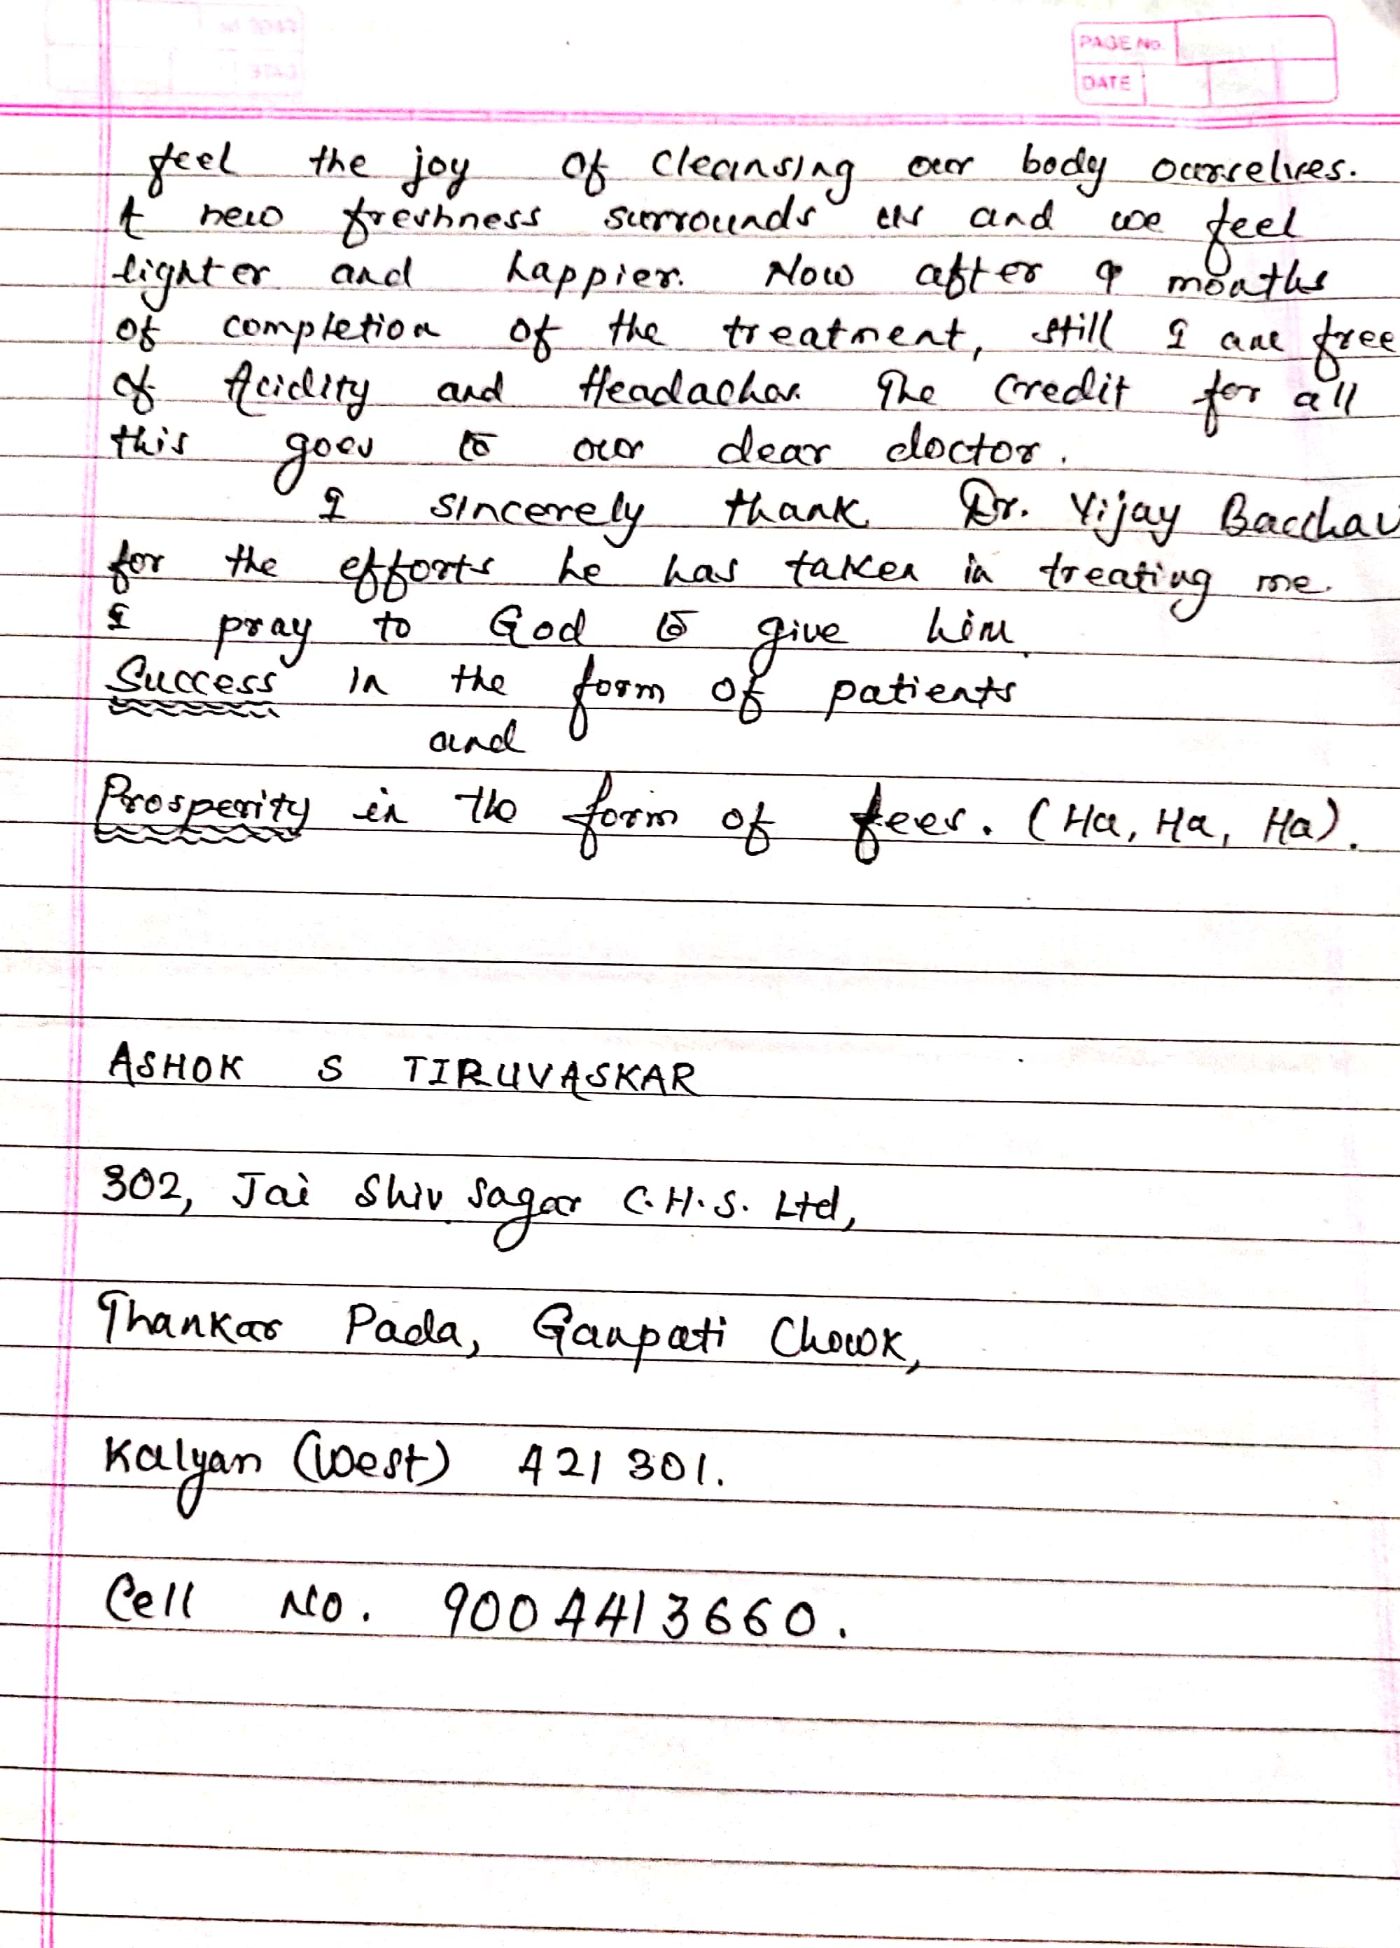 PAGE No.
DATE
feel the joy of cleansing our body ourselves.
A new freshness surrounds us and we feel
lighter and happier. Now after 9 months
of completion of the treatment, still I am free
of Acidity and Headaches. The credit for all
this goes to our dear doctor.
I sincerely thank Dr. Vijay Bacchav
for the efforts he has taken in treating me.
I pray to God to give him
Success in the form of patients
and
Prosperity in the form of fees. (Ha, Ha, Ha).
ASHOK S TIRUVASKAR
302, Jai Shiv Sagar C.H.S. Ltd,
Thankar Pada, Ganpati Chowk,
Kalyan (West) 421 301.
Cell No. 9004413660.